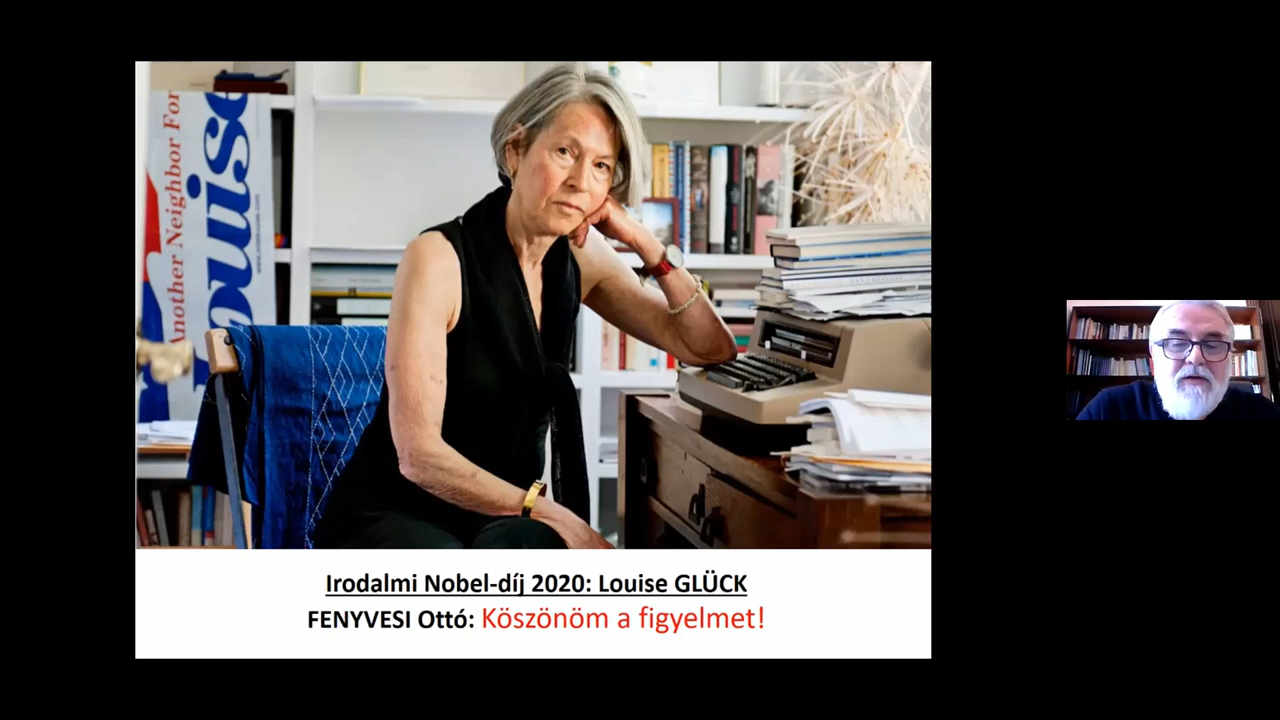 Another Neighbor For
Louise
Irodalmi Nobel-díj 2020: Louise GLÜCK
FENYVESI Ottó: Köszönöm a figyelmet!